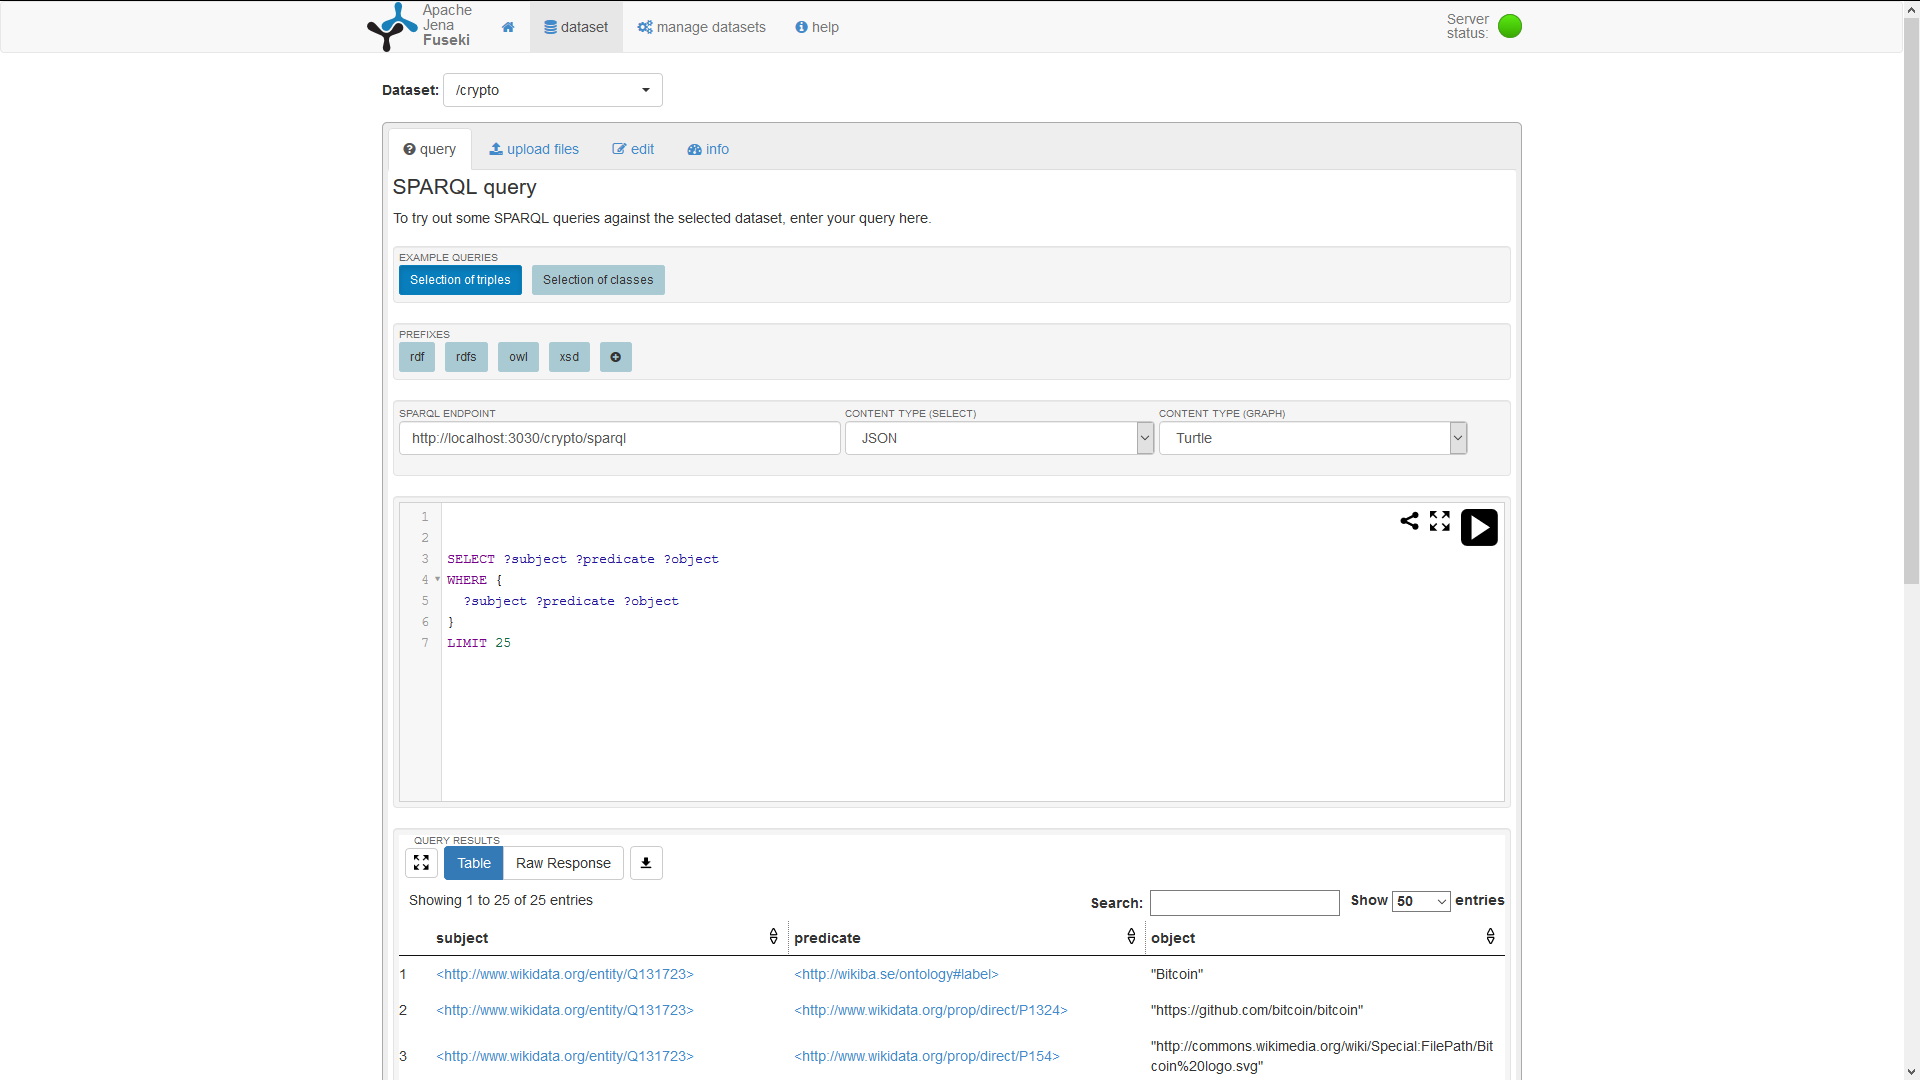 Apache
Jena
Fuseki
dataset
manage datasets
help
Server
status:
Dataset: /crypto
query
upload files
edit
info
SPARQL query
To try out some SPARQL queries against the selected dataset, enter your query here.
EXAMPLE QUERIES
Selection of triples
Selection of classes
PREFIXES
rdf
rdfs
owl
xsd
SPARQL ENDPOINT
http://localhost:3030/crypto/sparql
CONTENT TYPE (SELECT)
JSON
CONTENT TYPE (GRAPH)
Turtle
1
2
3 SELECT ?subject ?predicate ?object
4 WHERE {
5 ?subject ?predicate ?object
6 }
7 LIMIT 25
QUERY RESULTS
Table
Raw Response
Showing 1 to 25 of 25 entries
Search:
Show 50 entries
subject predicate object
1 <http://www.wikidata.org/entity/Q131723> <http://wikiba.se/ontology#label> "Bitcoin"
2 <http://www.wikidata.org/entity/Q131723> <http://www.wikidata.org/prop/direct/P1324> "https://github.com/bitcoin/bitcoin"
3 <http://www.wikidata.org/entity/Q131723> <http://www.wikidata.org/prop/direct/P154> "http://commons.wikimedia.org/wiki/Special:FilePath/Bit
coin%20logo.svg"